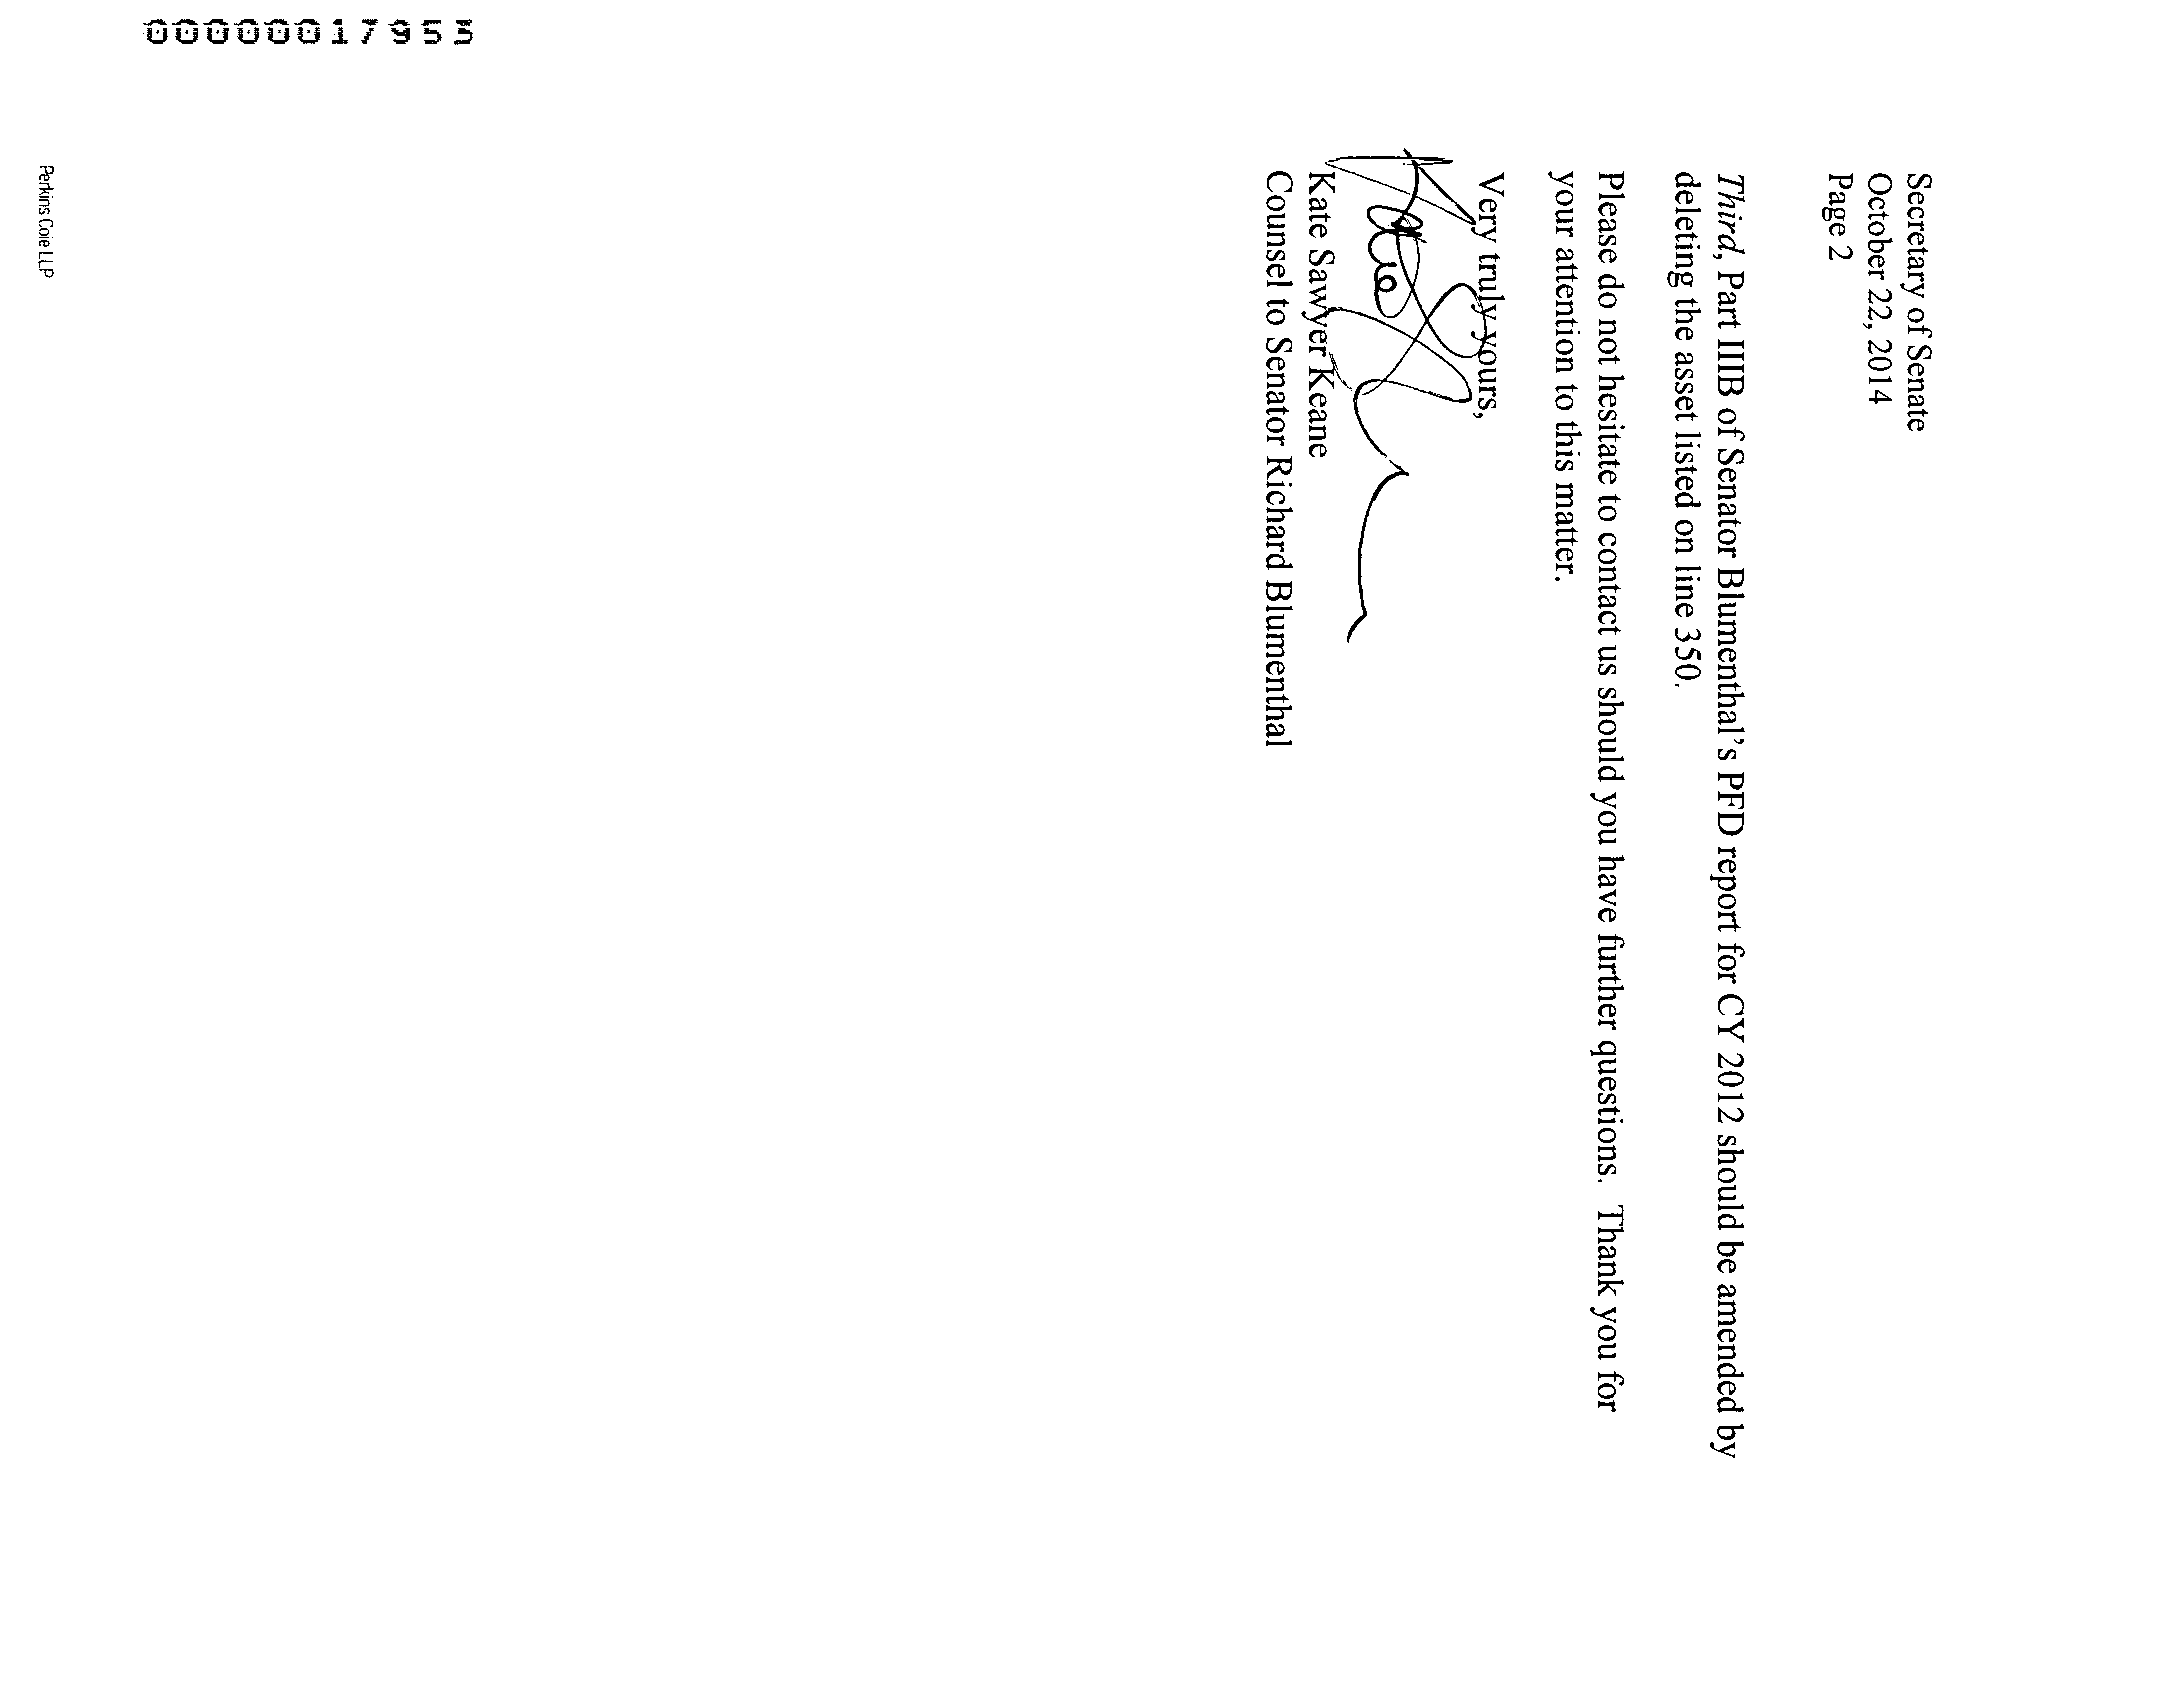 Secretary of Senate
October 22, 2014
Page 2
Third, Part IIIB of Senator Blumenthal's PFD report for CY 2012 should be amended by
deleting the asset listed on line 350.
Please do not hesitate to contact us should you have further questions.  Thank you for
your attention to this matter.
Very truly yours,
Kate Sawyer Keane
Counsel to Senator Richard Blumenthal
Perkins Coie LLP
00000017955